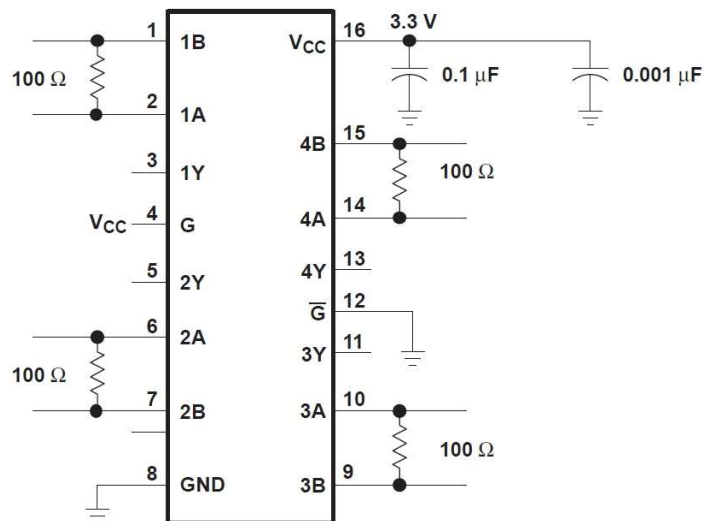 1 1B V_CC 16 3.3 V
100 Ω 0.1 μF 0.001 μF
2 1A
4B 15
3 1Y 100 Ω
V_CC 4 G 4A 14
5 2Y 4Y 13
G̅ 12
6 2A
3Y 11
100 Ω
7 2B 3A 10
100 Ω
8 GND 3B 9